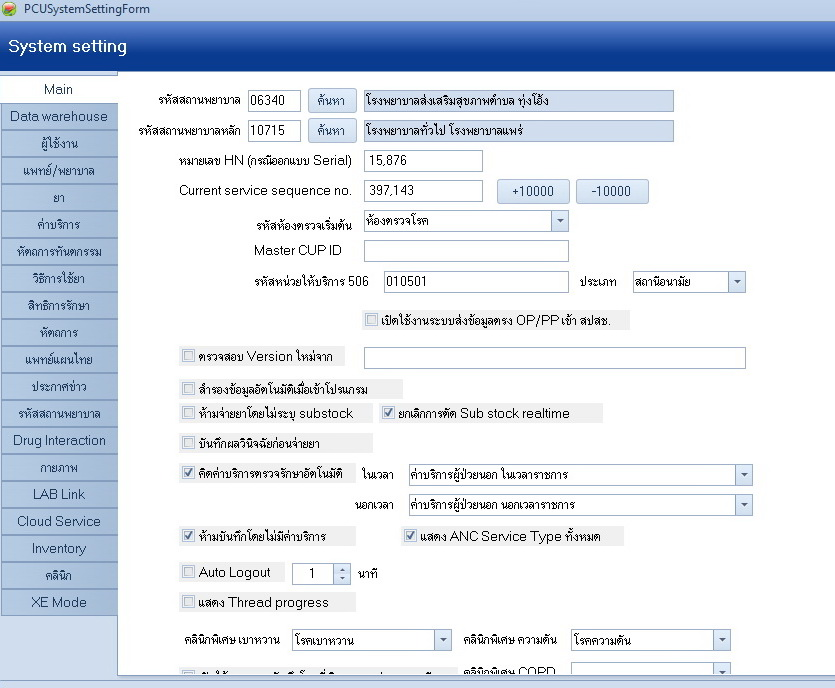 PCUSystemSettingForm
System setting
Main
Data warehouse
ผู้ใช้งาน
แพทย์/พยาบาล
ยา
ค่าบริการ
หัตถการทันตกรรม
วิธีการใช้ยา
สิทธิการรักษา
หัตถการ
แพทย์แผนไทย
ประกาศข่าว
รหัสสถานพยาบาล
Drug Interaction
กายภาพ
LAB Link
Cloud Service
Inventory
คลินิก
XE Mode
รหัสสถานพยาบาล 06340 ค้นหา โรงพยาบาลส่งเสริมสุขภาพตำบล ทุ่งโฮ้ง
รหัสสถานพยาบาลหลัก 10715 ค้นหา โรงพยาบาลทั่วไป โรงพยาบาลแพร่
หมายเลข HN (กรณีออกแบบ Serial) 15,876
Current service sequence no. 397,143 +10000 -10000
รหัสห้องตรวจเริ่มต้น ห้องตรวจโรค
Master CUP ID
รหัสหน่วยให้บริการ 506 010501 ประเภท สถานีอนามัย
เปิดใช้งานระบบส่งข้อมูลตรง OP/PP เข้า สปสช.
ตรวจสอบ Version ใหม่จาก
สำรองข้อมูลอัตโนมัติเมื่อเข้าโปรแกรม
ห้ามจ่ายยาโดยไม่ระบุ substock ยกเลิกการตัด Sub stock realtime
บันทึกผลวินิจฉัยก่อนจ่ายยา
คิดค่าบริการตรวจรักษาอัตโนมัติ ในเวลา ค่าบริการผู้ป่วยนอก ในเวลาราชการ
นอกเวลา ค่าบริการผู้ป่วยนอก นอกเวลาราชการ
ห้ามบันทึกโดยไม่มีค่าบริการ แสดง ANC Service Type ทั้งหมด
Auto Logout 1 นาที
แสดง Thread progress
คลินิกพิเศษ เบาหวาน โรคเบาหวาน คลินิกพิเศษ ความดัน โรคความดัน
คลินิกพิเศษ COPD